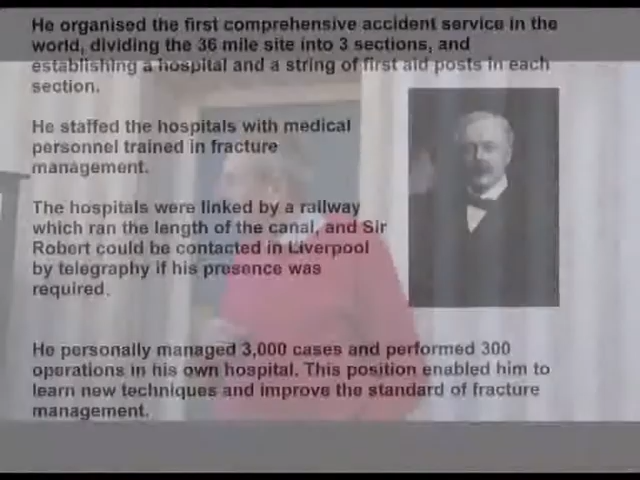 He organised the first comprehensive accident service in the
world, dividing the 36 mile site into 3 sections, and
establishing a hospital and a string of first aid posts in each
section.
He staffed the hospitals with medical
personnel trained in fracture
management.
The hospitals were linked by a railway
which ran the length of the canal, and Sir
Robert could be contacted in Liverpool
by telegraphy if his presence was
required.
He personally managed 3,000 cases and performed 300
operations in his own hospital. This position enabled him to
learn new techniques and improve the standard of fracture
management.